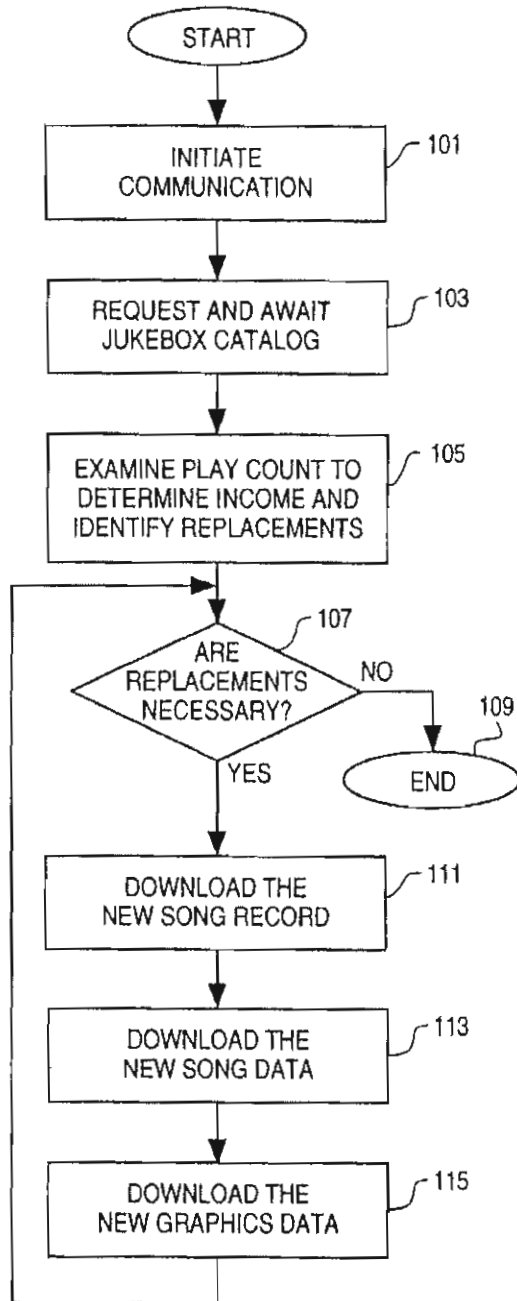 START
INITIATE
COMMUNICATION
101
REQUEST AND AWAIT
JUKEBOX CATALOG
103
EXAMINE PLAY COUNT TO
DETERMINE INCOME AND
IDENTIFY REPLACEMENTS
105
ARE
REPLACEMENTS
NECESSARY?
107
NO
109
END
YES
DOWNLOAD THE
NEW SONG RECORD
111
DOWNLOAD THE
NEW SONG DATA
113
DOWNLOAD THE
NEW GRAPHICS DATA
115